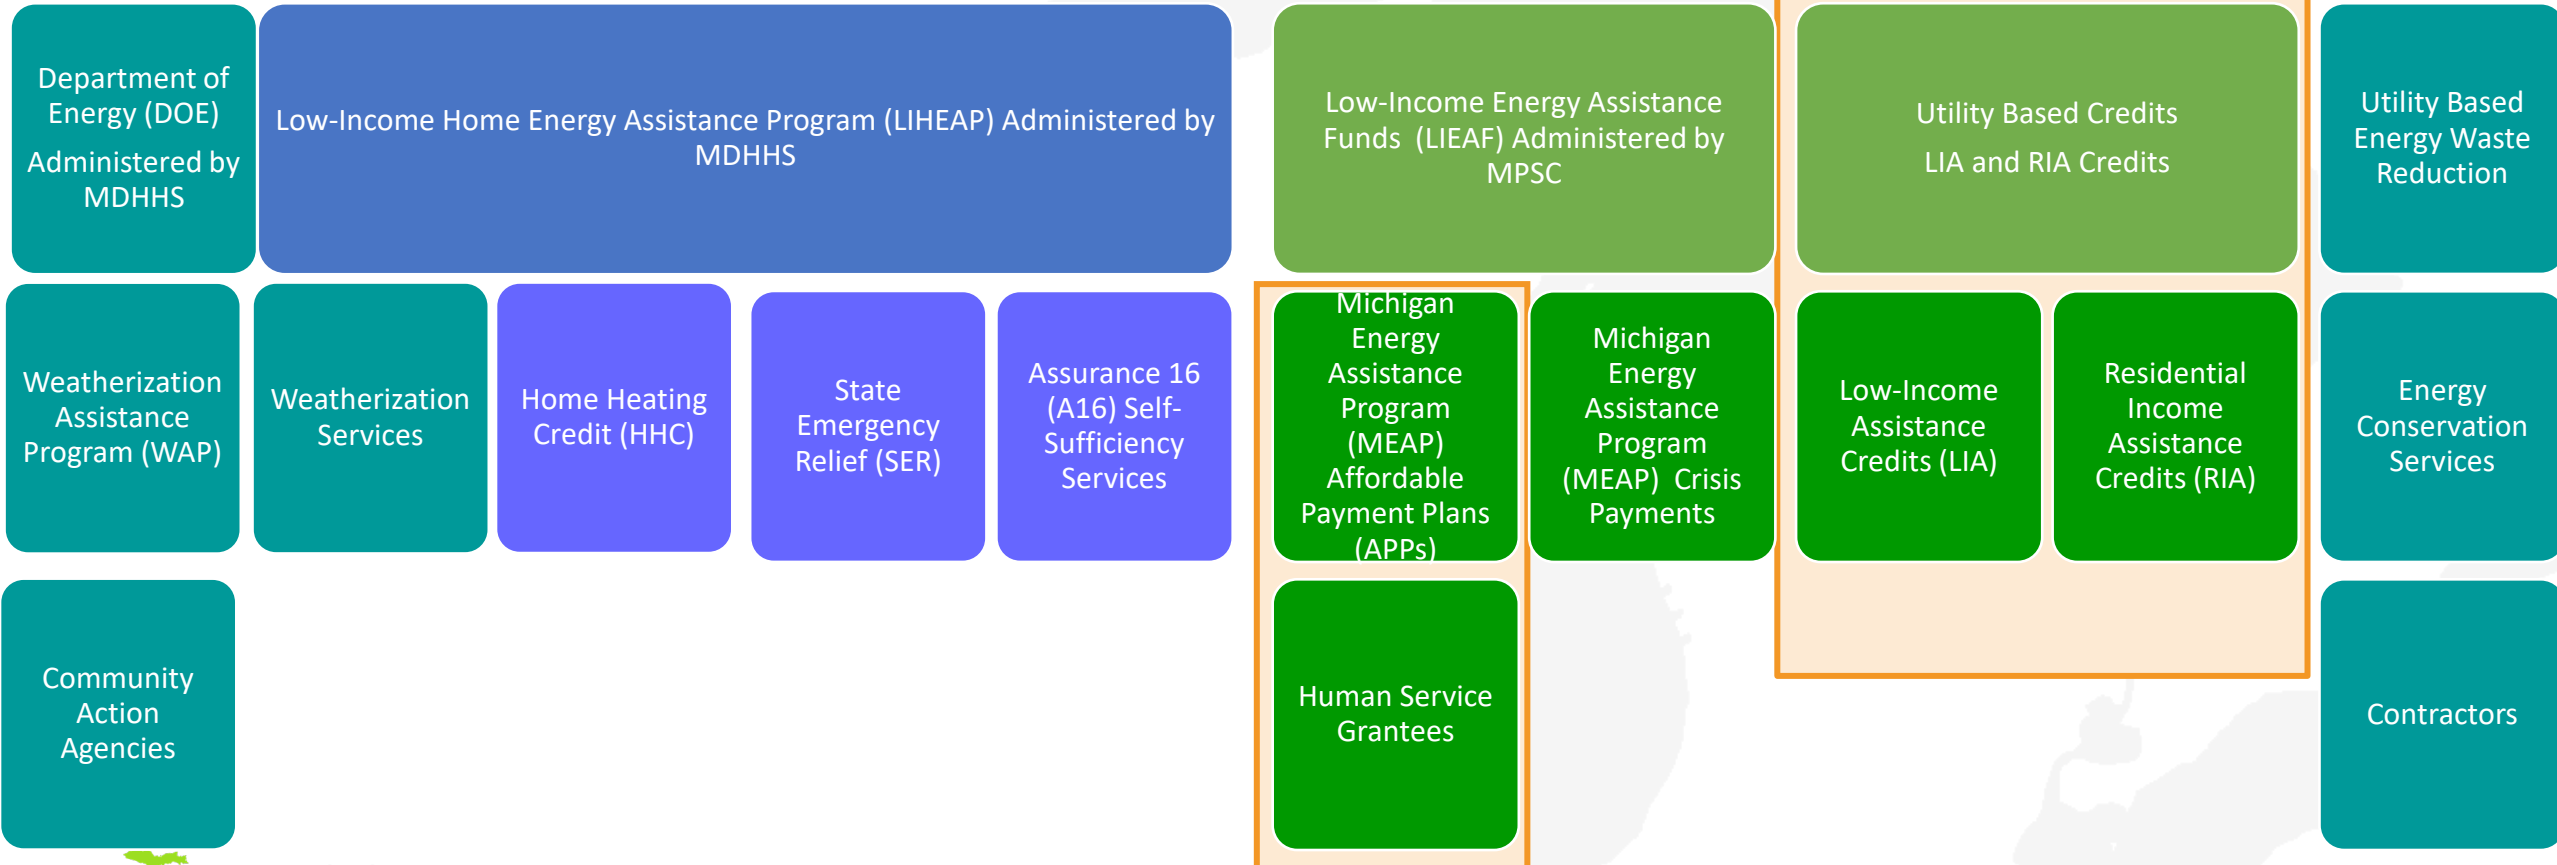 Department of
Energy (DOE)
Administered by
MDHHS
Low-Income Home Energy Assistance Program (LIHEAP) Administered by
MDHHS
Low-Income Energy Assistance
Funds  (LIEAF) Administered by
MPSC
Utility Based Credits
LIA and RIA Credits
Utility Based
Energy Waste
Reduction
Weatherization
Assistance
Program (WAP)
Weatherization
Services
Home Heating
Credit (HHC)
State
Emergency
Relief (SER)
Assurance 16
(A16) Self-
Sufficiency
Services
Michigan
Energy
Assistance
Program
(MEAP)
Affordable
Payment Plans
(APPs)
Michigan
Energy
Assistance
Program
(MEAP)  Crisis
Payments
Low-Income
Assistance
Credits (LIA)
Residential
Income
Assistance
Credits (RIA)
Energy
Conservation
Services
Community
Action
Agencies
Human Service
Grantees
Contractors